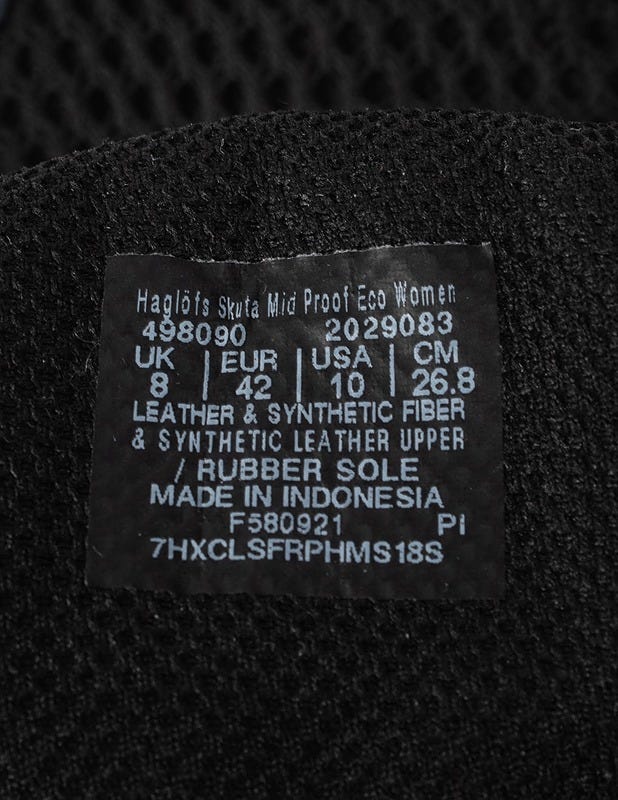 Haglöfs Skuta Mid Proof Eco Women
498090 2029083
UK | EUR | USA | CM
8 | 42 | 10 | 26.8
LEATHER & SYNTHETIC FIBER
& SYNTHETIC LEATHER UPPER
/ RUBBER SOLE
MADE IN INDONESIA
F580921 PI
7HXCLSFRPHMS18S